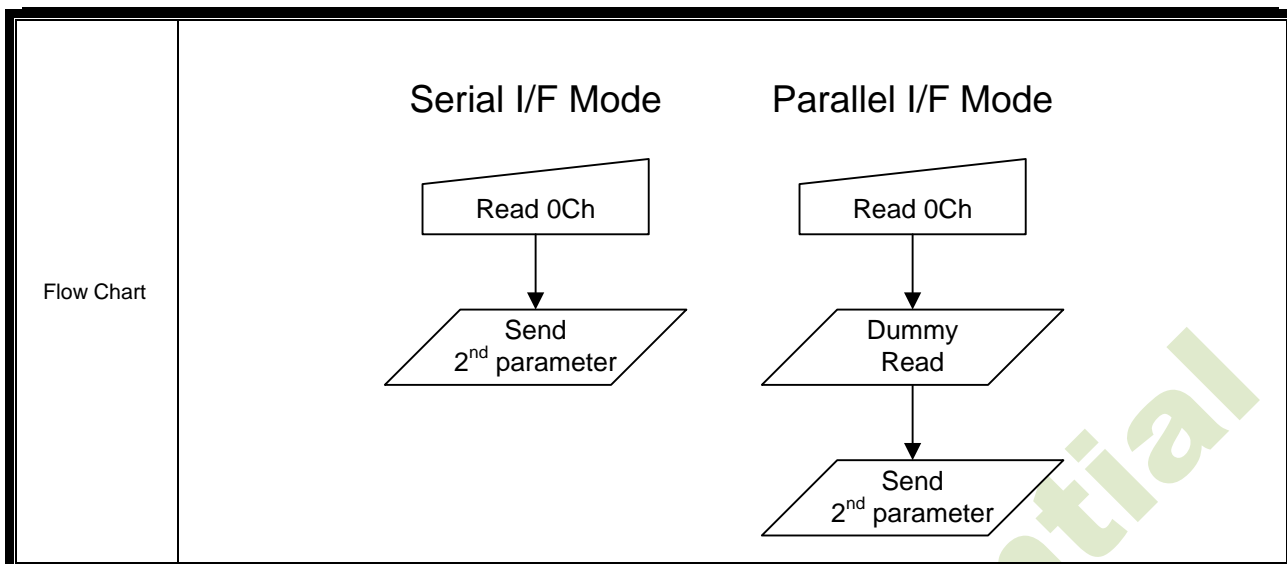 Flow Chart
Serial I/F Mode
Read 0Ch
Send
2nd parameter
Parallel I/F Mode
Read 0Ch
Dummy
Read
Send
2nd parameter